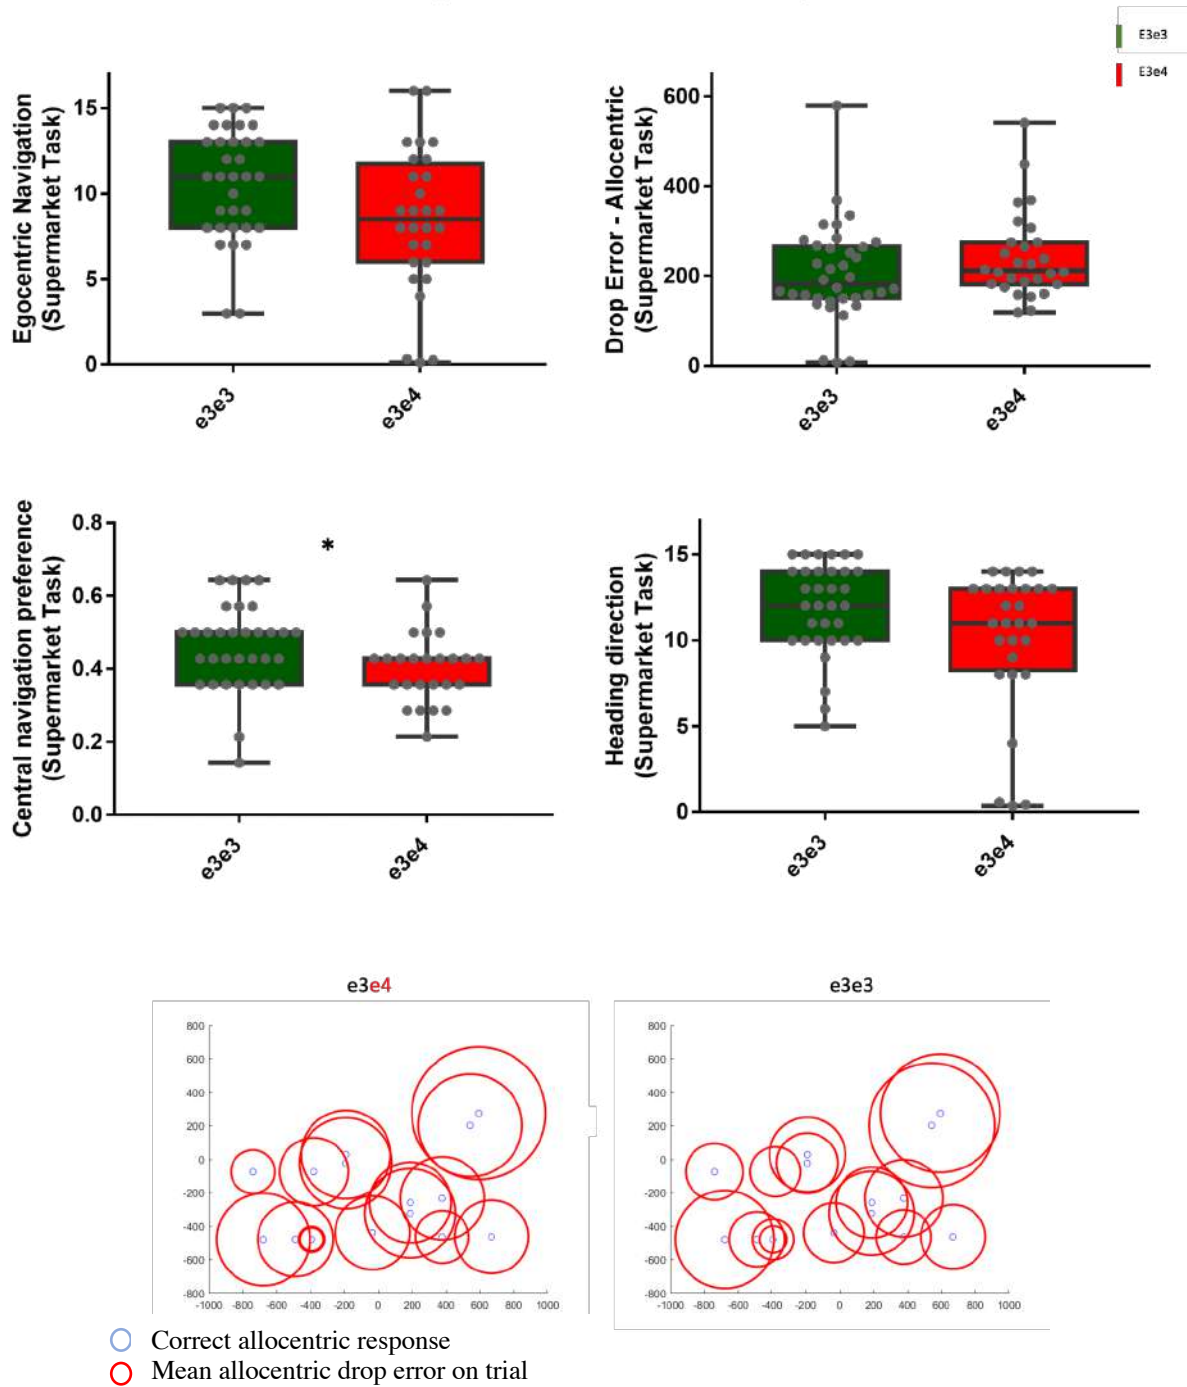 E3e3
E3e4
Egocentric Navigation
(Supermarket Task)
15
10
5
0
e3e3
e3e4
Drop Error - Allocentric
(Supermarket Task)
600
400
200
0
e3e3
e3e4
Central navigation preference
(Supermarket Task)
0.8
0.6
0.4
0.2
0.0
*
e3e3
e3e4
Heading direction
(Supermarket Task)
15
10
5
0
e3e3
e3e4
e3e4
800
600
400
200
0
-200
-400
-600
-800
-1000 -800 -600 -400 -200 0 200 400 600 800 1000
e3e3
800
600
400
200
0
-200
-400
-600
-800
-1000 -800 -600 -400 -200 0 200 400 600 800 1000
Correct allocentric response
Mean allocentric drop error on trial